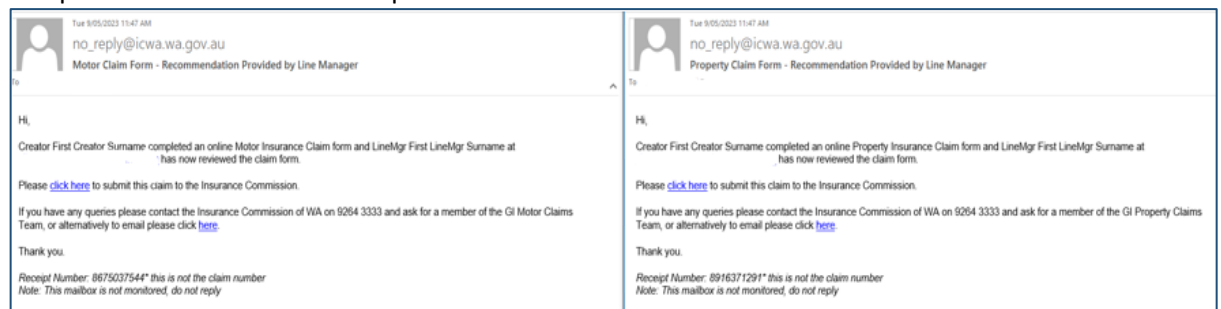 Tue 9/05/2023 11:47 AM
no_reply@icwa.wa.gov.au
Motor Claim Form - Recommendation Provided by Line Manager
To
Hi,
Creator First Creator Surname completed an online Motor Insurance Claim form and LineMgr First LineMgr Surname at
has now reviewed the claim form.
Please click here to submit this claim to the Insurance Commission.
If you have any queries please contact the Insurance Commission of WA on 9264 3333 and ask for a member of the GI Motor Claims
Team, or alternatively to email please click here.
Thank you.
Receipt Number: 8675037544* this is not the claim number
Note: This mailbox is not monitored, do not reply
Tue 9/05/2023 11:47 AM
no_reply@icwa.wa.gov.au
Property Claim Form - Recommendation Provided by Line Manager
To
Hi,
Creator First Creator Surname completed an online Property Insurance Claim form and LineMgr First LineMgr Surname at
has now reviewed the claim form.
Please click here to submit this claim to the Insurance Commission.
If you have any queries please contact the Insurance Commission of WA on 9264 3333 and ask for a member of the GI Property Claims
Team, or alternatively to email please click here.
Thank you.
Receipt Number: 8916371291* this is not the claim number
Note: This mailbox is not monitored, do not reply